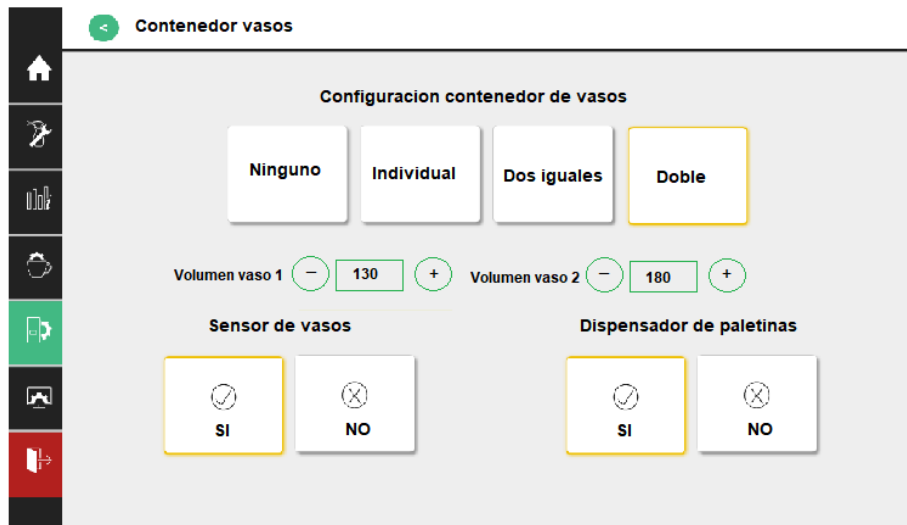 < Contenedor vasos
Configuracion contenedor de vasos
Ninguno Individual Dos iguales Doble
Volumen vaso 1 − 130 + Volumen vaso 2 − 180 +
Sensor de vasos Dispensador de paletinas
SI NO SI NO